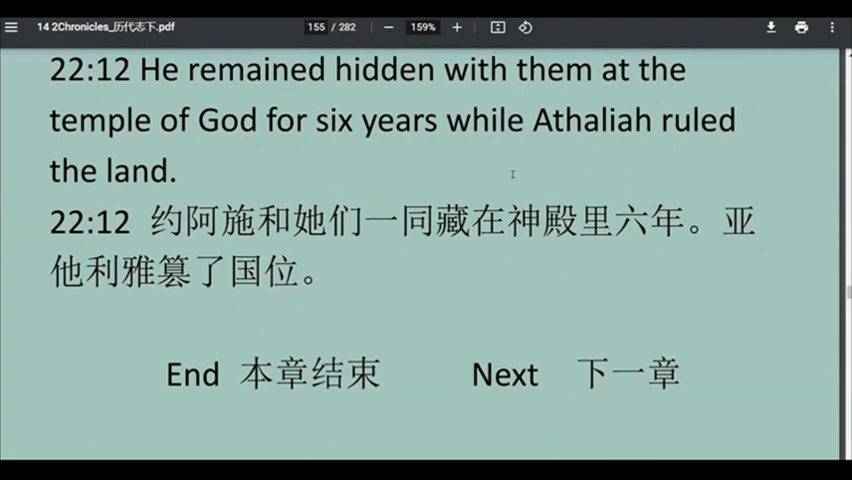 14 2Chronicles_历代志下.pdf 155 / 282 159%
22:12 He remained hidden with them at the
temple of God for six years while Athaliah ruled
the land.
22:12 约阿施和她们一同藏在神殿里六年。亚
他利雅篡了国位。
End 本章结束 Next 下一章